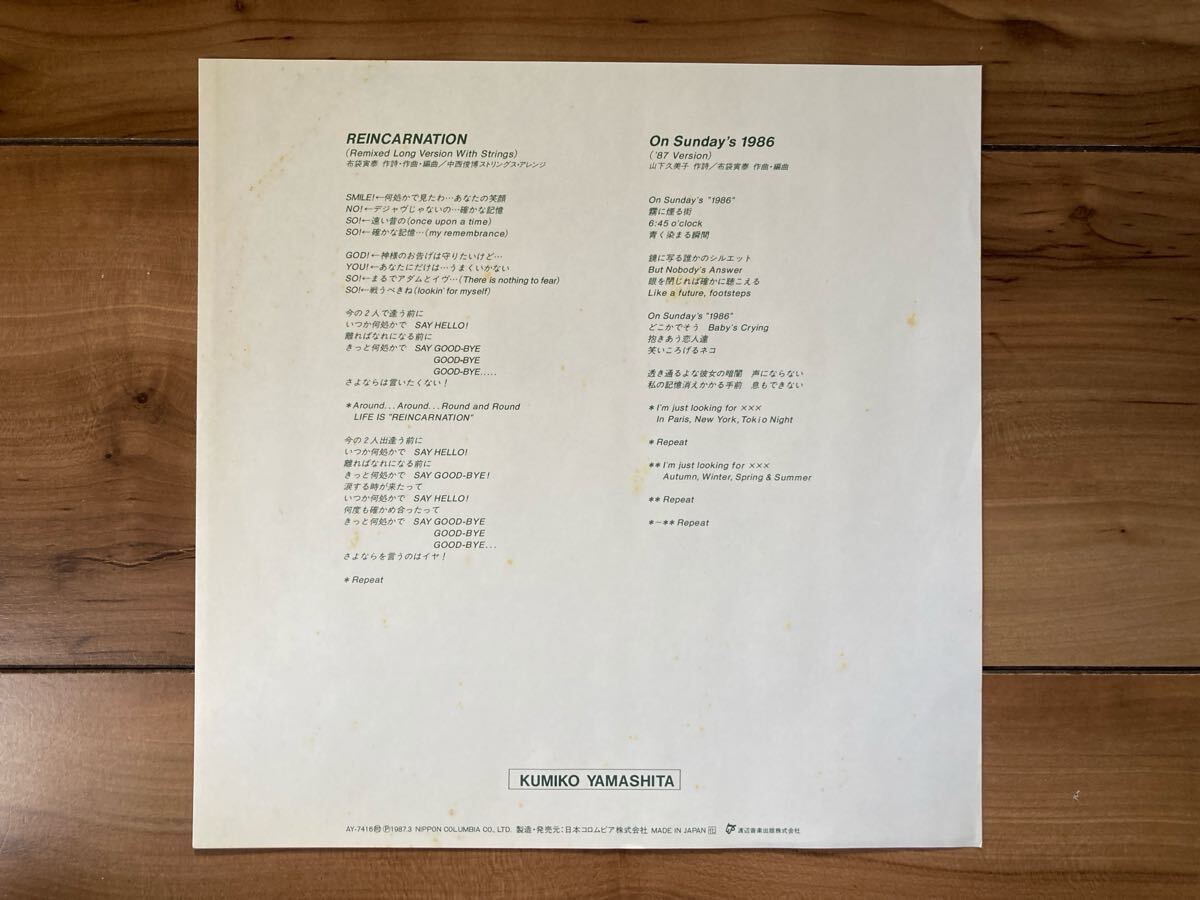 REINCARNATION
(Remixed Long Version With Strings)
布袋寅泰 作詩・作曲・編曲／中西俊博ストリングス・アレンジ
SMILE!←何処かで見たわ…あなたの笑顔
NO!←デジャヴじゃないの…確かな記憶
SO!←遠い昔の(once upon a time)
SO!←確かな記憶…(my remembrance)
GOD!←神様のお告げは守りたいけど…
YOU!←あなたにだけは…うまくいかない
SO!←まるでアダムとイヴ…(There is nothing to fear)
SO!←戦うべきね(lookin' for myself)
今の2人で逢う前に
いつか何処かで SAY HELLO!
離ればなれになる前に
きっと何処かで SAY GOOD-BYE
GOOD-BYE
GOOD-BYE.....
さよならは言いたくない！
*Around...Around...Round and Round
LIFE IS "REINCARNATION"
今の2人出逢う前に
いつか何処かで SAY HELLO!
離ればなれになる前に
きっと何処かで SAY GOOD-BYE!
涙する時が来たって
いつか何処かで SAY HELLO!
何度も確かめ合ったって
きっと何処かで SAY GOOD-BYE
GOOD-BYE
GOOD-BYE...
さよならを言うのはイヤ！
*Repeat
On Sunday's 1986
('87 Version)
山下久美子 作詩／布袋寅泰 作曲・編曲
On Sunday's "1986"
霧に煙る街
6:45 o'clock
青く染まる瞬間
鏡に写る誰かのシルエット
But Nobody's Answer
眼を閉じれば確かに聴こえる
Like a future, footsteps
On Sunday's "1986"
どこかでそう Baby's Crying
抱きあう恋人達
笑いころげるネコ
透き通るよな彼女の暗闇 声にならない
私の記憶消えかかる手前 息もできない
*I'm just looking for ×××
In Paris, New York, Tokio Night
*Repeat
**I'm just looking for ×××
Autumn, Winter, Spring & Summer
**Repeat
*～**Repeat
KUMIKO YAMASHITA
AY-7416 Ⓟ1987.3 NIPPON COLUMBIA CO., LTD. 製造・発売元：日本コロムビア株式会社 MADE IN JAPAN 渡辺音楽出版株式会社